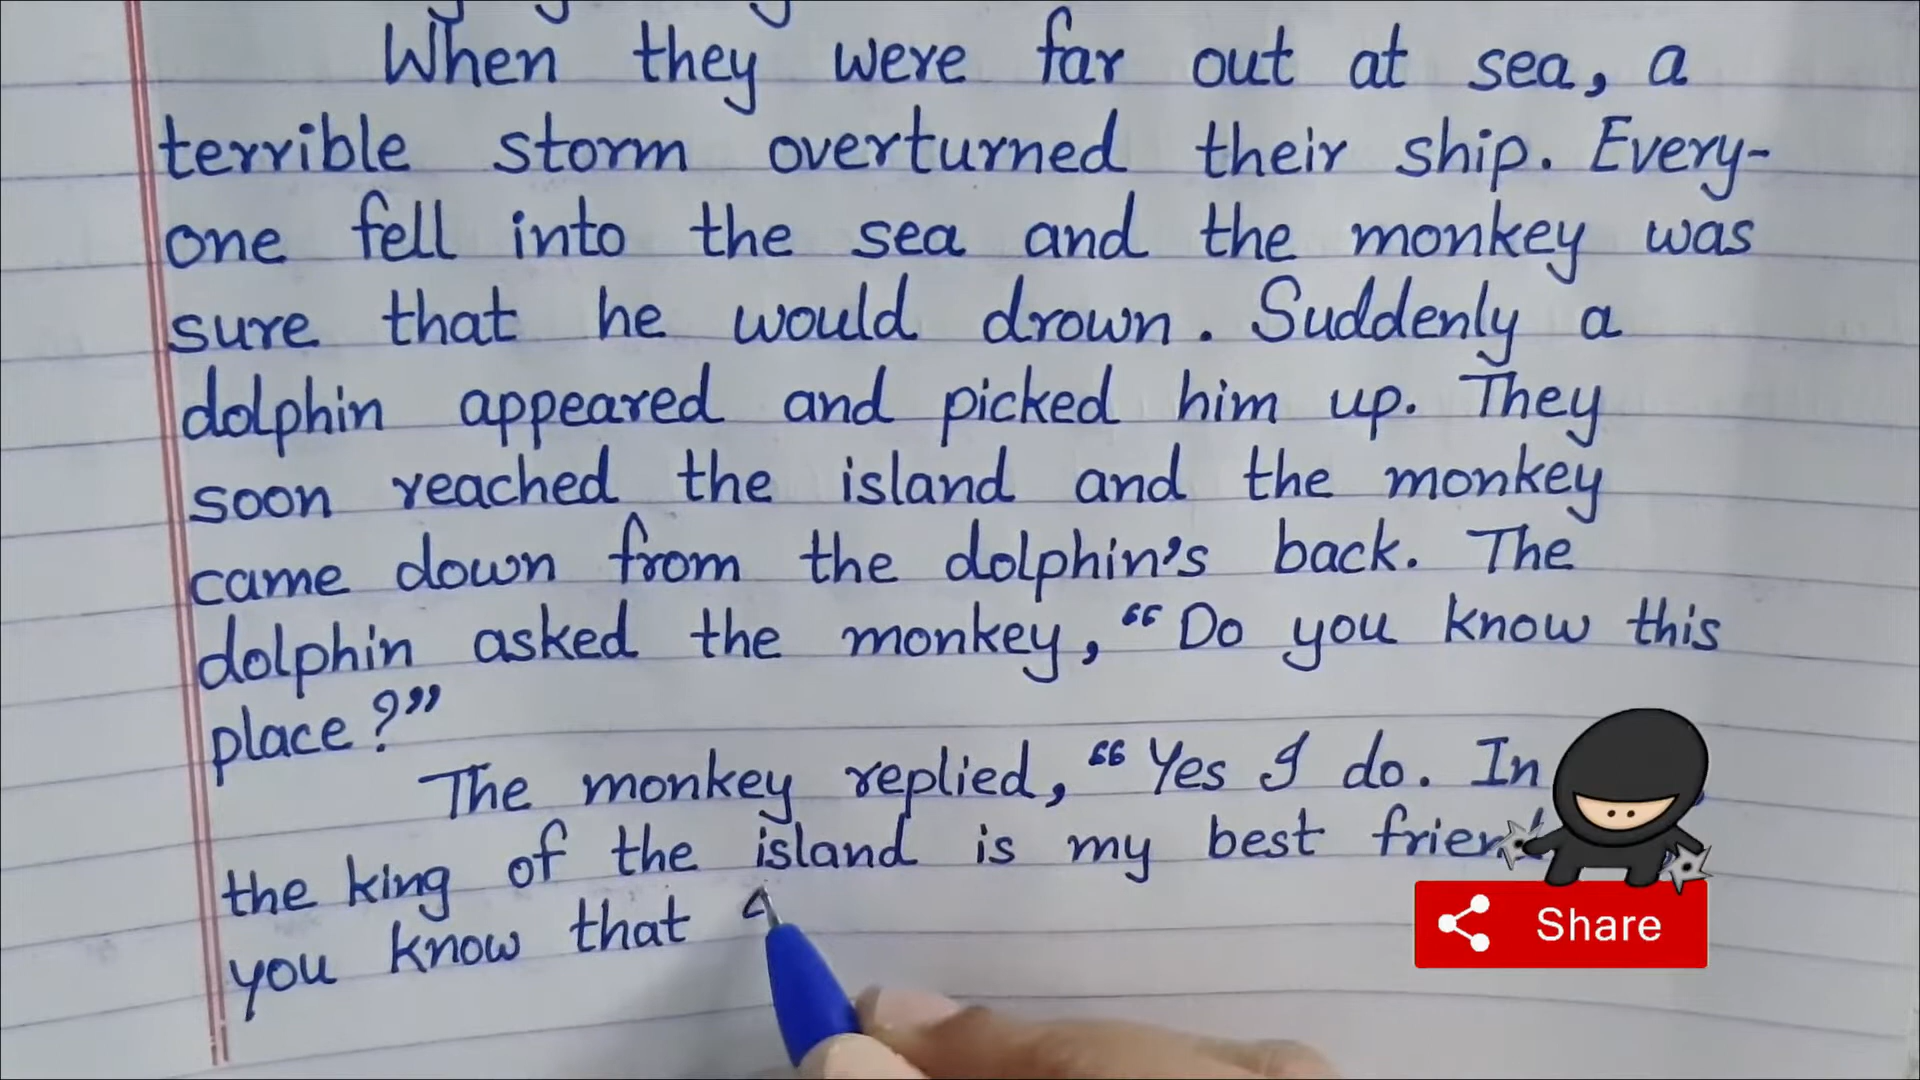 When they were far out at sea, a
terrible storm overturned their ship. Every-
one fell into the sea and the monkey was
sure that he would drown. Suddenly a
dolphin appeared and picked him up. They
soon reached the island and the monkey
came down from the dolphin's back. The
dolphin asked the monkey, “Do you know this
place?”
The monkey replied, “Yes I do. In
the king of the island is my best
you know that
Share